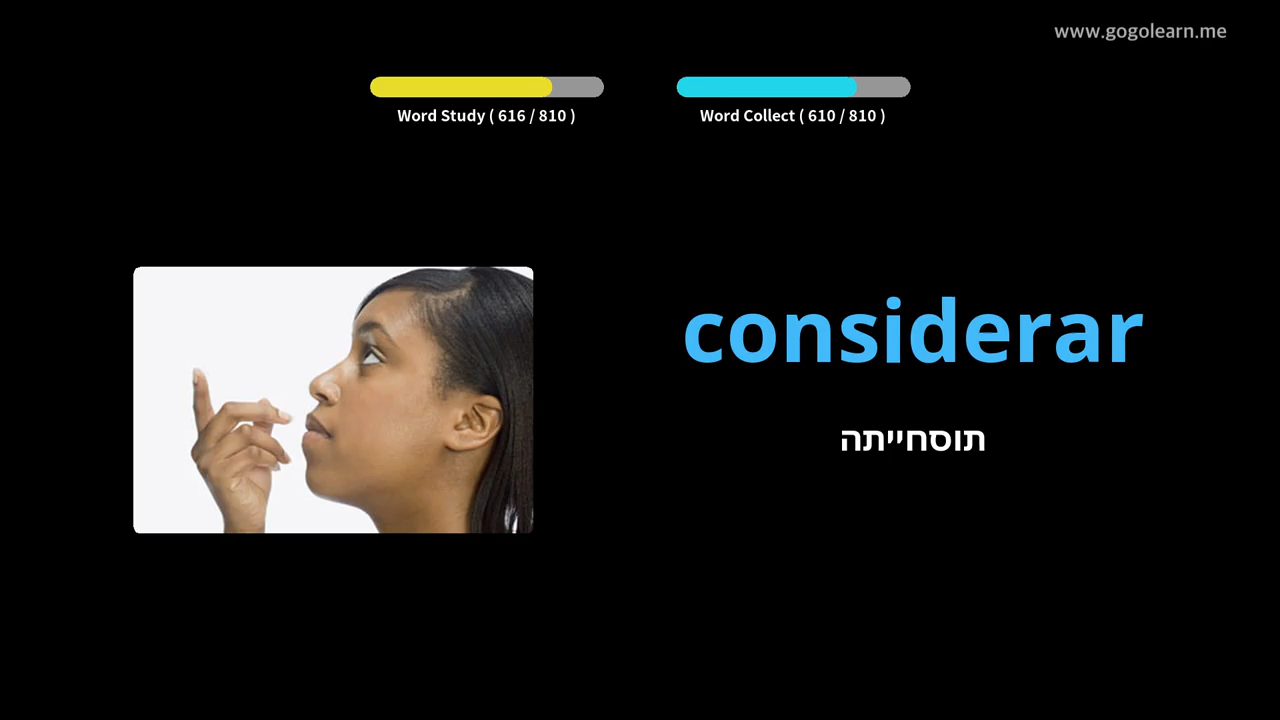 www.gogolearn.me
Word Study ( 616 / 810 )
Word Collect ( 610 / 810 )
considerar
תוסחייתה